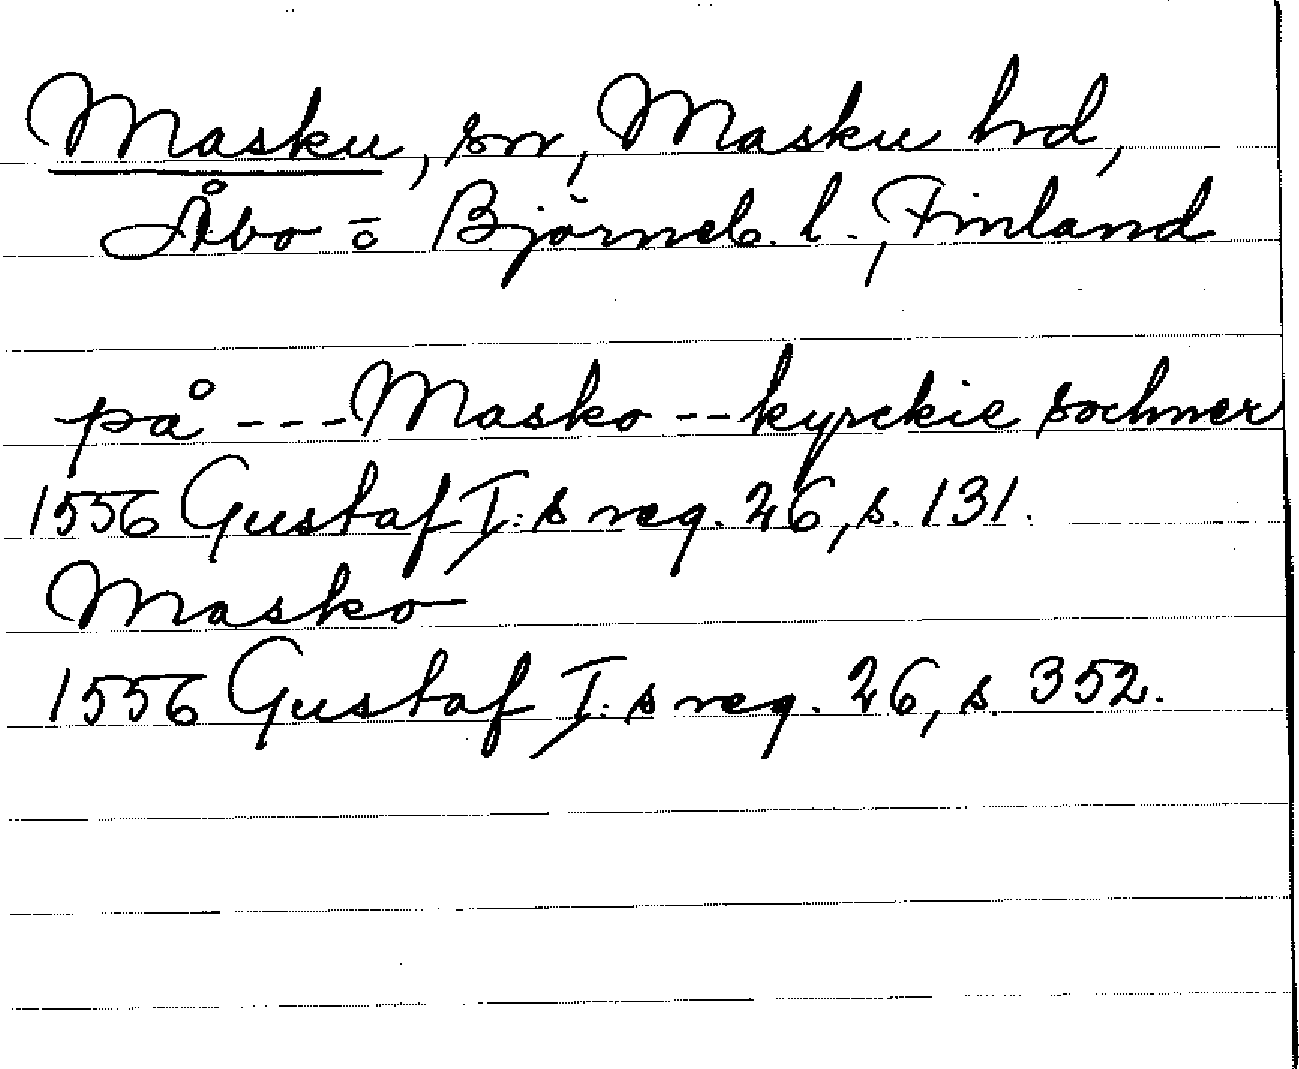 Masku, sn, Masku hrd,
Åbo o Björneb. l., Finland
på --- Masko -- kyrckie sochner
1556 Gustaf I:s reg. 26, s. 131.
Masko
1556 Gustaf I:s reg. 26, s. 352.